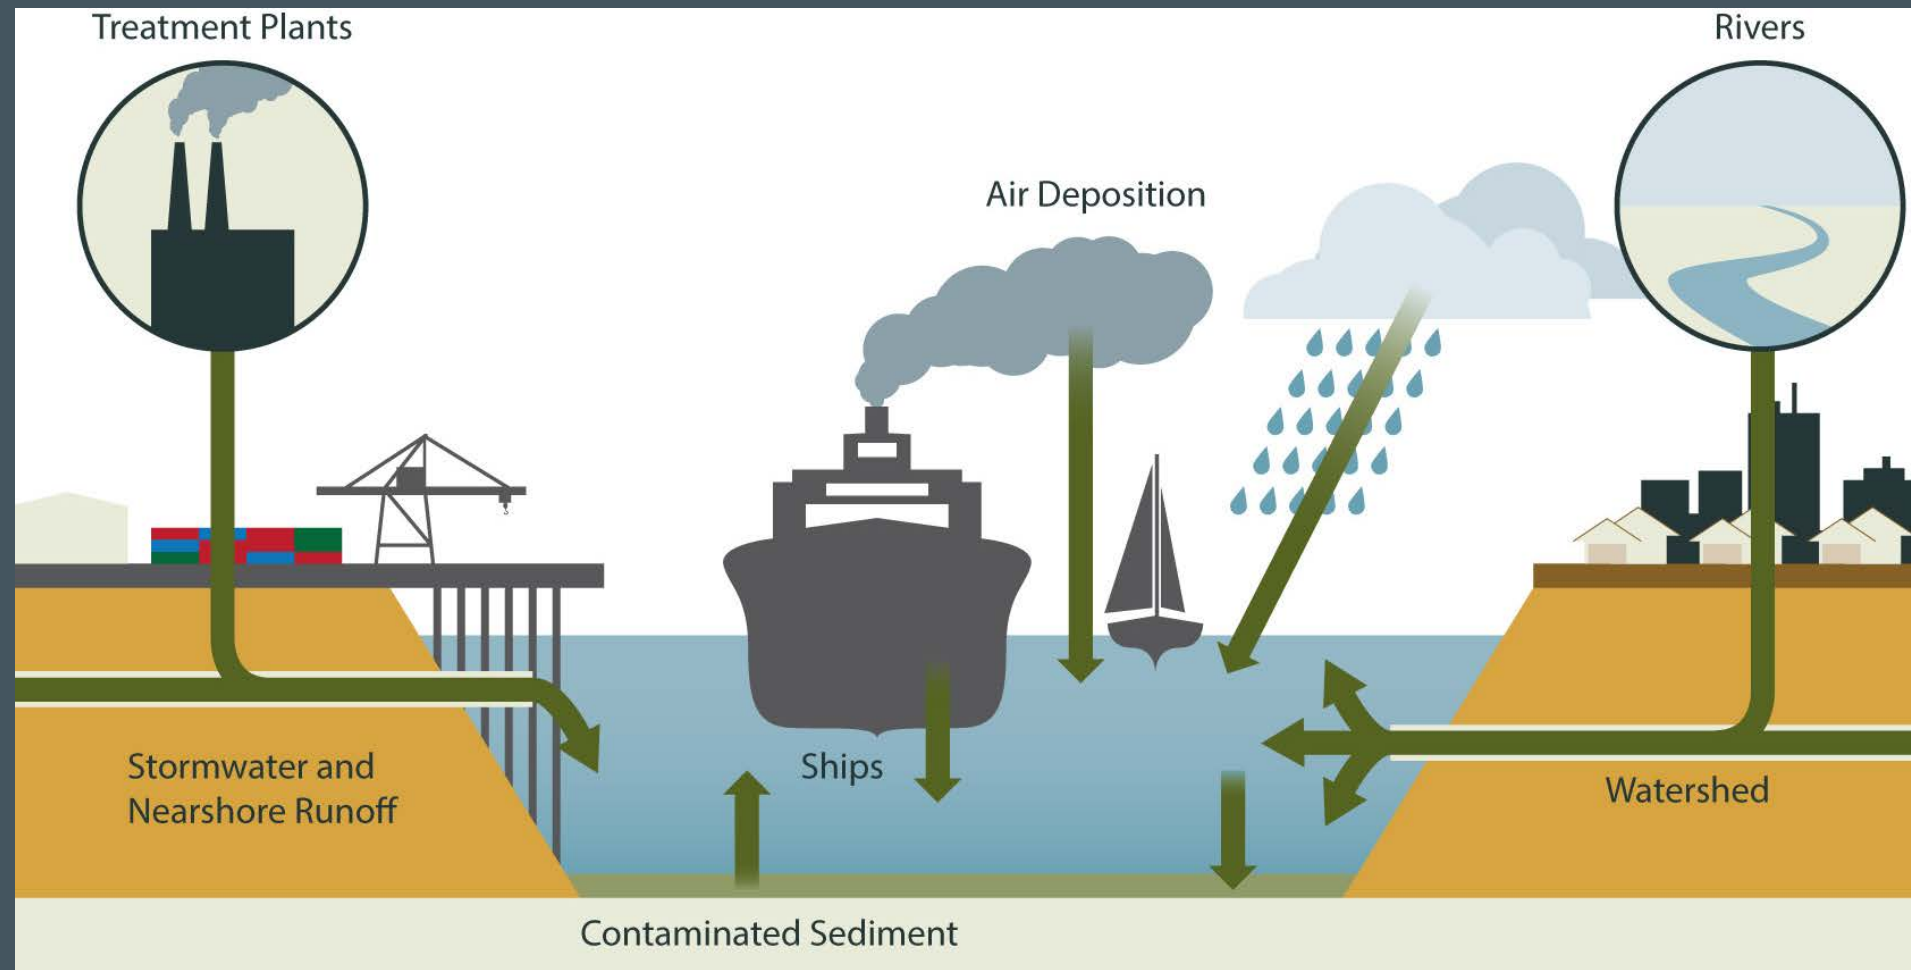 Treatment Plants
Rivers
Air Deposition
Ships
Stormwater and
Nearshore Runoff
Watershed
Contaminated Sediment